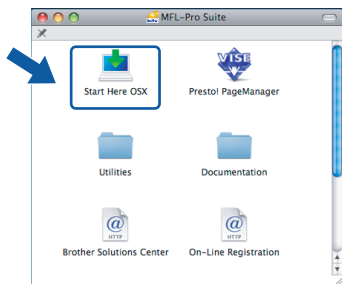 MFL-Pro Suite
Start Here OSX
Presto! PageManager
VISE
Utilities
Documentation
@
HTTP
@
HTTP
Brother Solutions Center
On-Line Registration